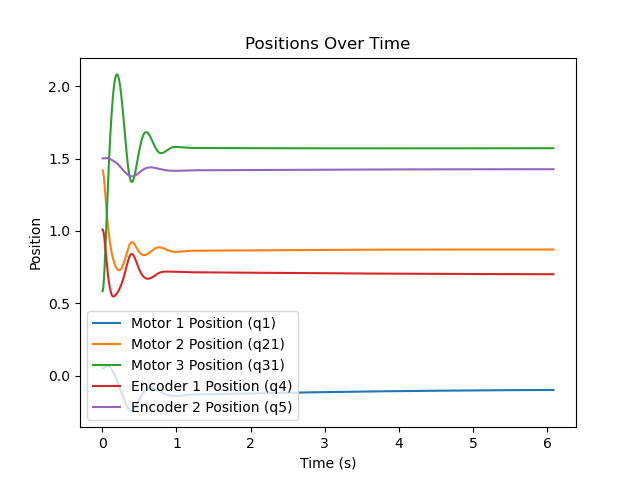 Positions Over Time
Position
2.0
1.5
1.0
0.5
0.0
Motor 1 Position (q1)
Motor 2 Position (q21)
Motor 3 Position (q31)
Encoder 1 Position (q4)
Encoder 2 Position (q5)
0 1 2 3 4 5 6
Time (s)